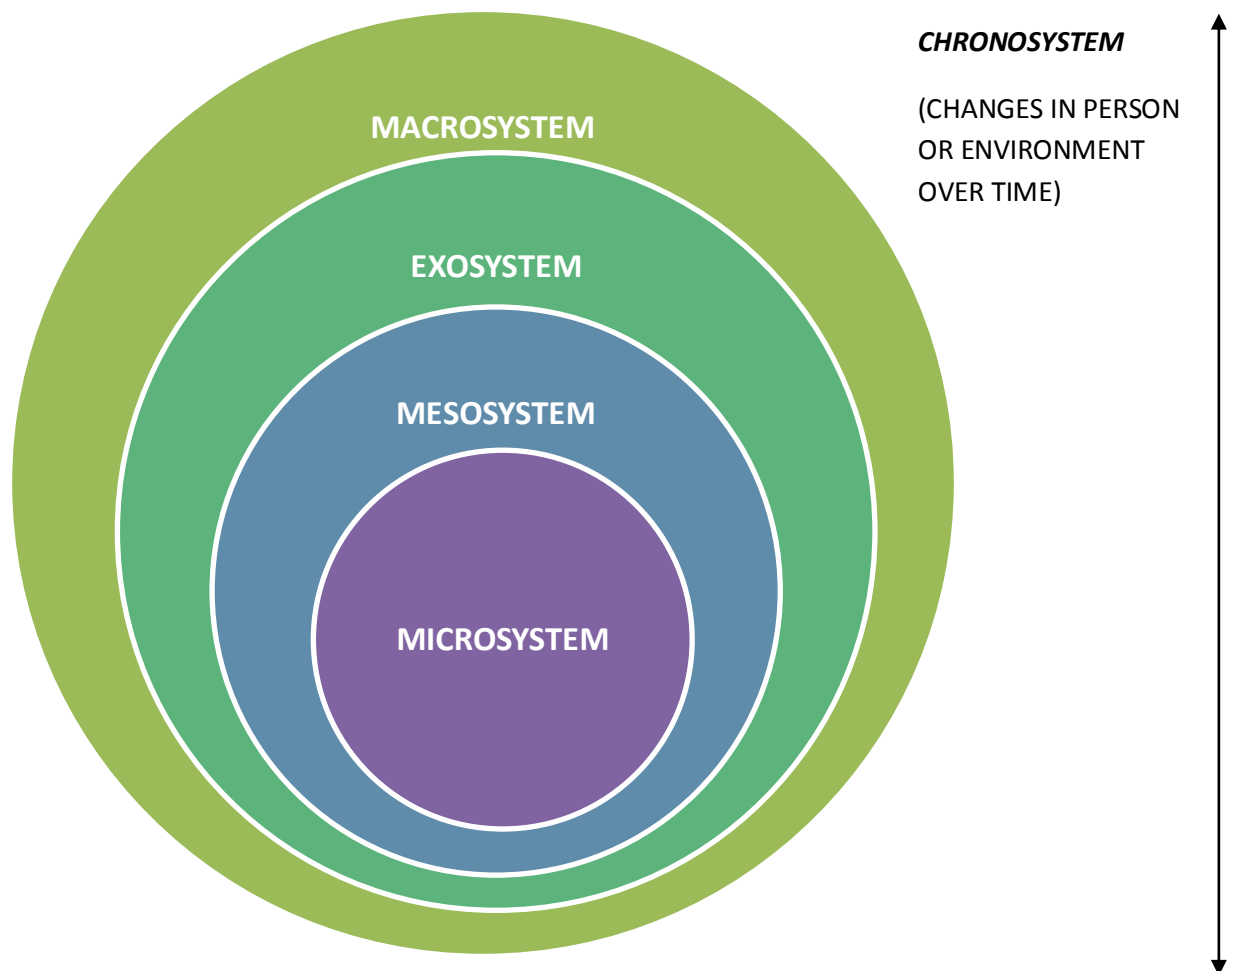 CHRONOSYSTEM
(CHANGES IN PERSON
OR ENVIRONMENT
OVER TIME)
MACROSYSTEM
EXOSYSTEM
MESOSYSTEM
MICROSYSTEM